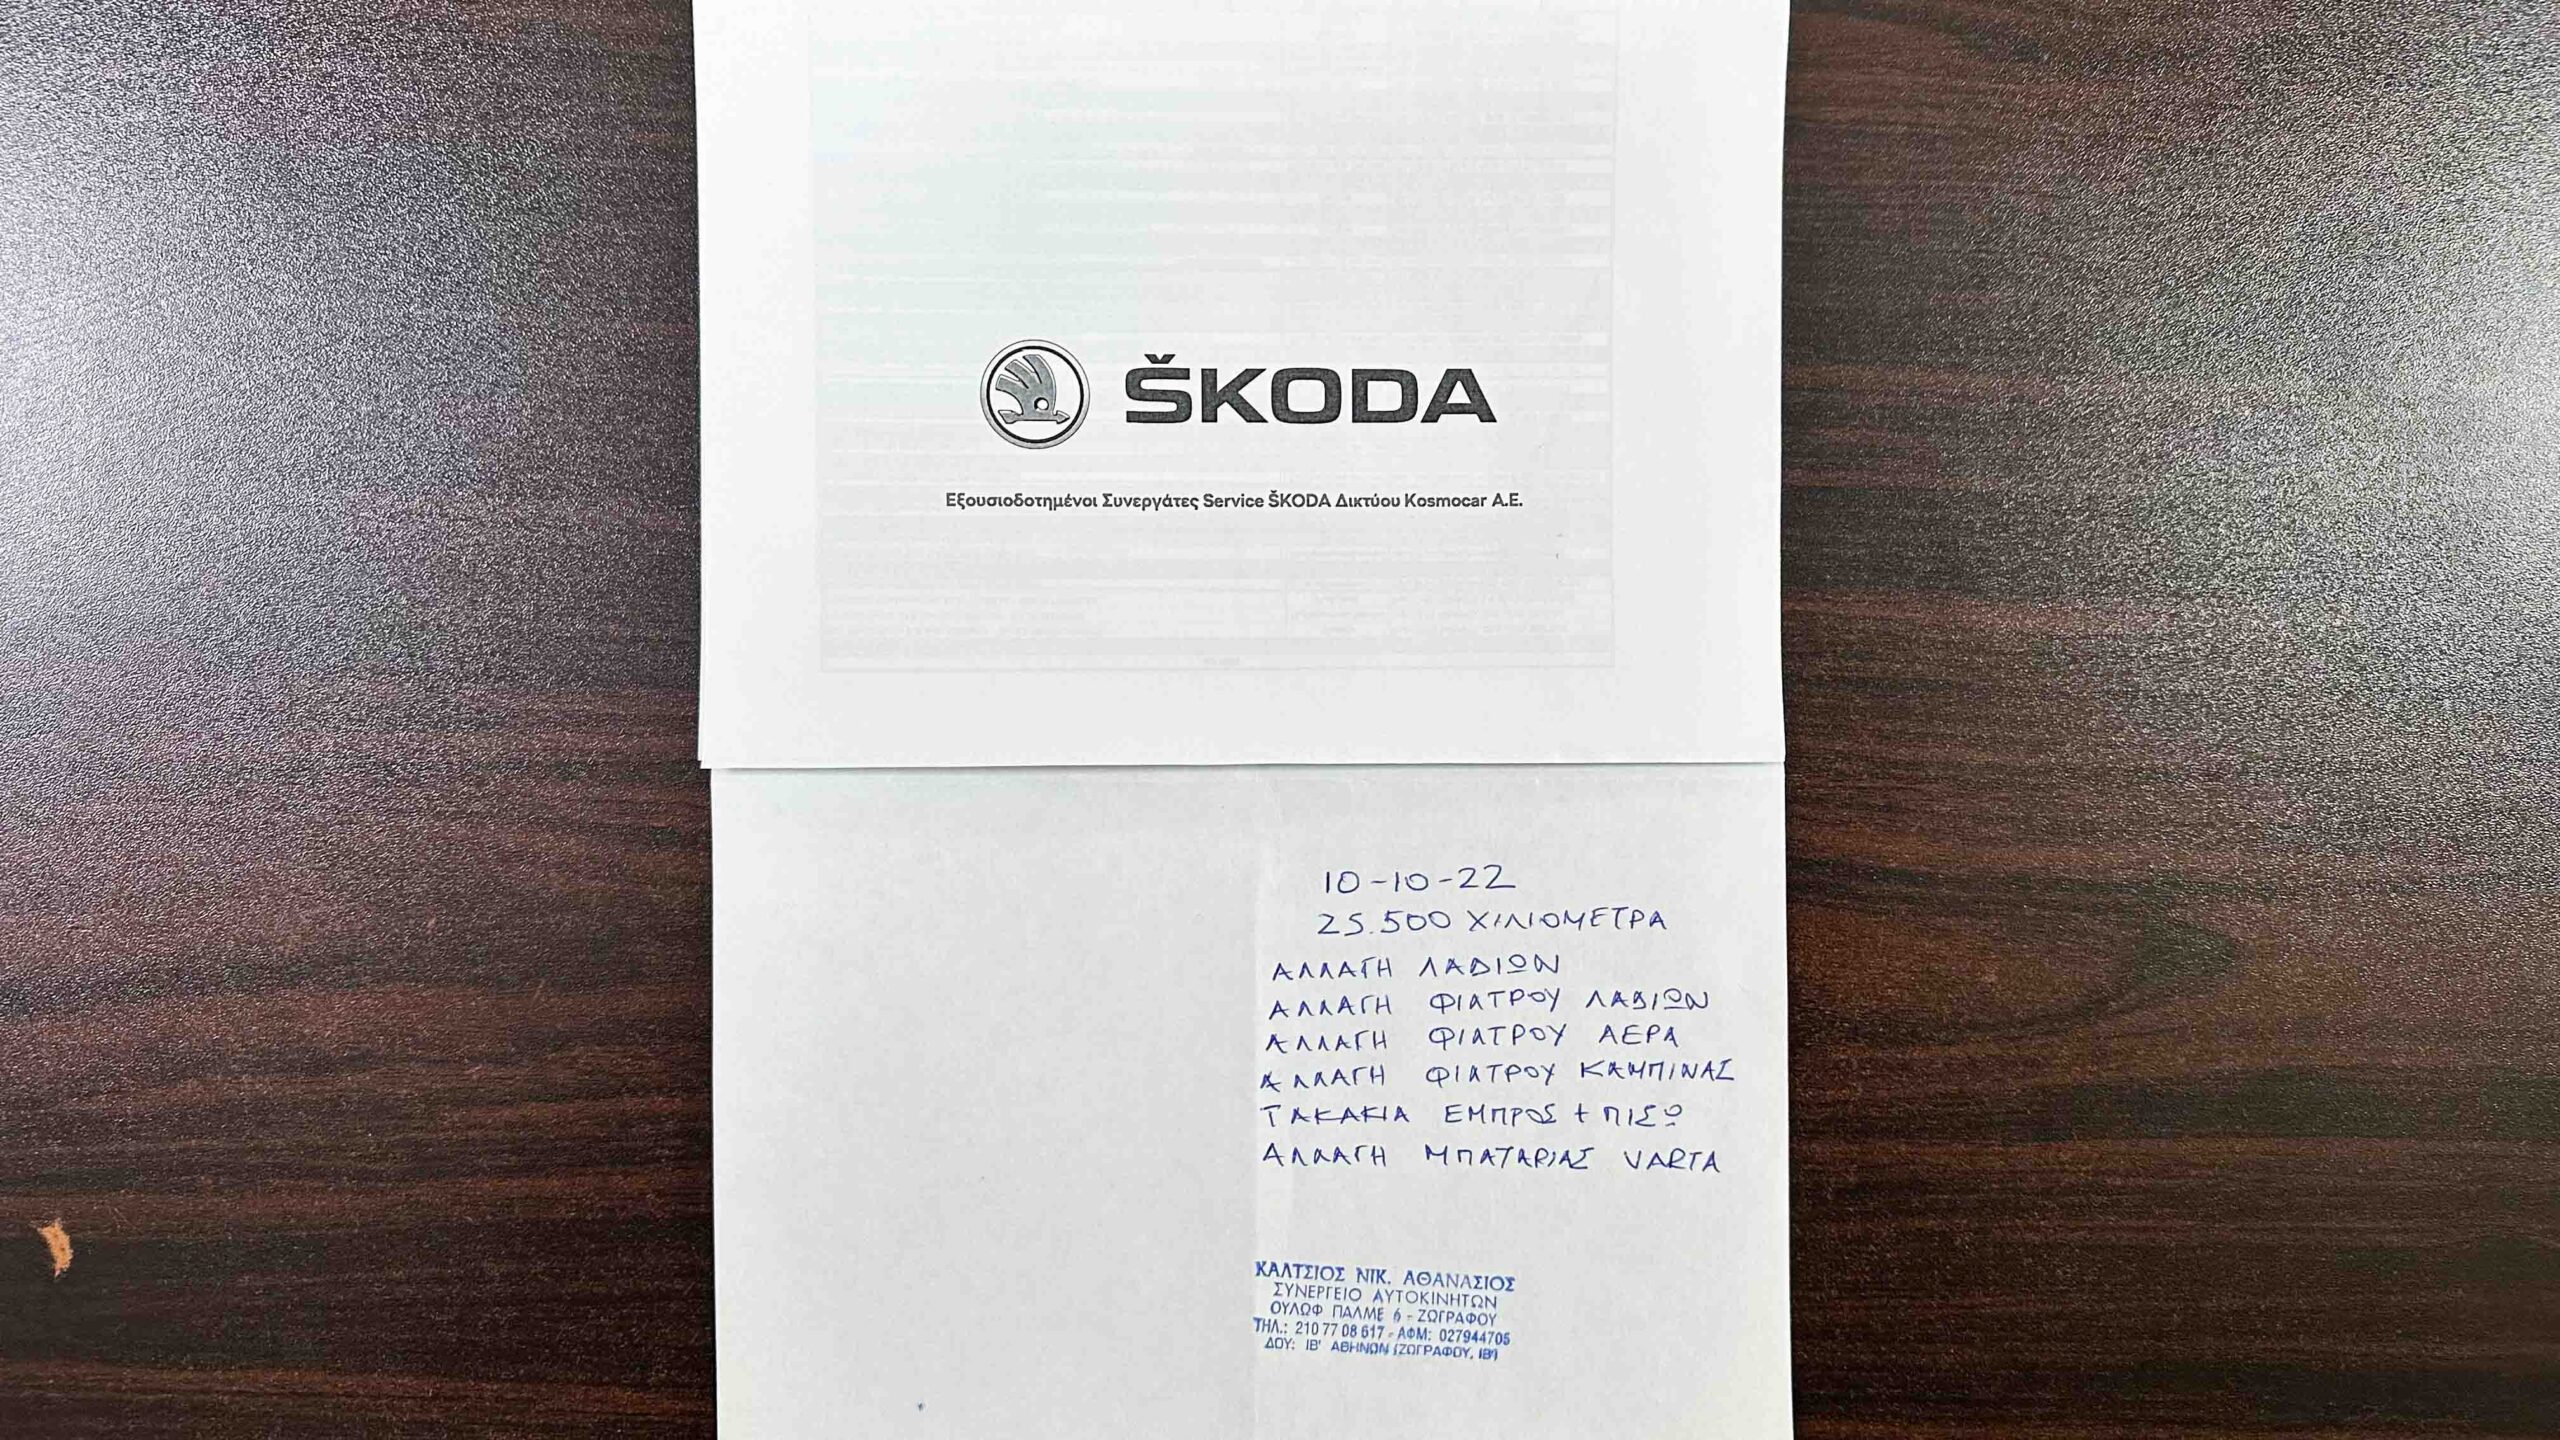 ŠKODA
Εξουσιοδοτημένοι Συνεργάτες Service ŠKODA Δικτύου Kosmocar A.E.
10-10-22
25.500 ΧΙΛΙΟΜΕΤΡΑ
ΑΛΛΑΓΗ ΛΑΔΙΩΝ
ΑΛΛΑΓΗ ΦΙΛΤΡΟΥ ΛΑΔΙΩΝ
ΑΛΛΑΓΗ ΦΙΛΤΡΟΥ ΑΕΡΑ
ΑΛΛΑΓΗ ΦΙΛΤΡΟΥ ΚΑΜΠΙΝΑΣ
ΤΑΚΑΚΙΑ ΕΜΠΡΟΣ + ΠΙΣΩ
ΑΛΛΑΓΗ ΜΠΑΤΑΡΙΑΣ VARTA
ΚΑΛΤΣΙΟΣ ΝΙΚ. ΑΘΑΝΑΣΙΟΣ
ΣΥΝΕΡΓΕΙΟ ΑΥΤΟΚΙΝΗΤΩΝ
ΟΥΛΩΦ ΠΑΛΜΕ 6 - ΖΩΓΡΑΦΟΥ
ΤΗΛ.: 210 77 08 617 - ΑΦΜ: 027944705
ΔΟΥ: ΙΒ' ΑΘΗΝΩΝ (ΖΩΓΡΑΦΟΥ, ΙΒ')